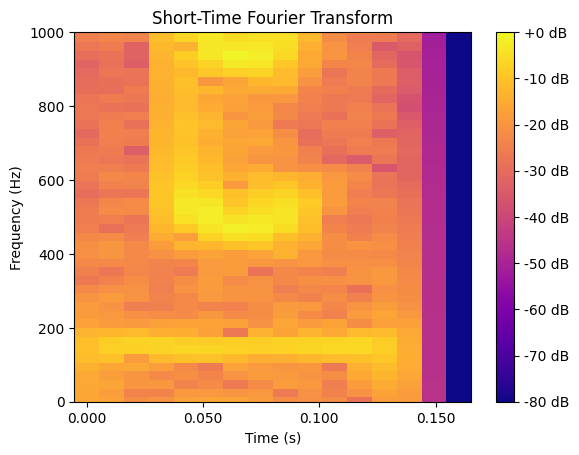 Short-Time Fourier Transform
1000
800
600
400
200
0
Frequency (Hz)
0.000
0.050
0.100
0.150
Time (s)
+0 dB
-10 dB
-20 dB
-30 dB
-40 dB
-50 dB
-60 dB
-70 dB
-80 dB